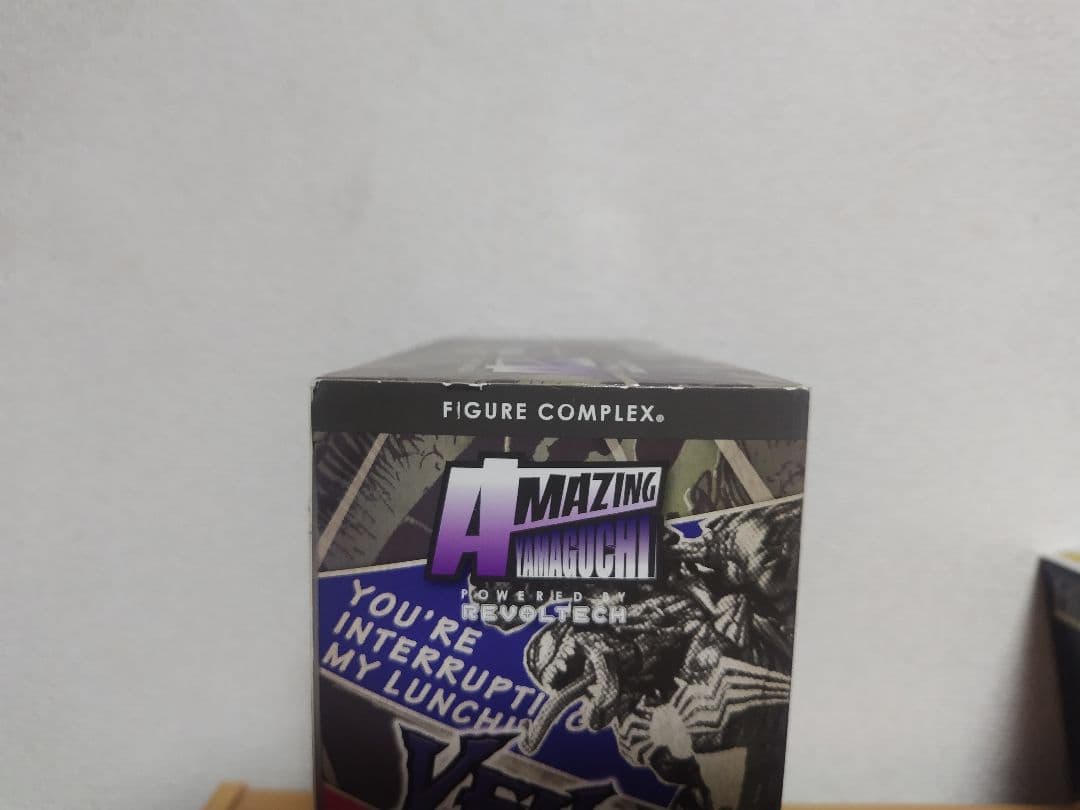 FIGURE COMPLEX®
AMAZING
YAMAGUCHI
POWERED BY
REVOLTECH
YOU'RE
INTERRUPTI
MY LUNCH!!